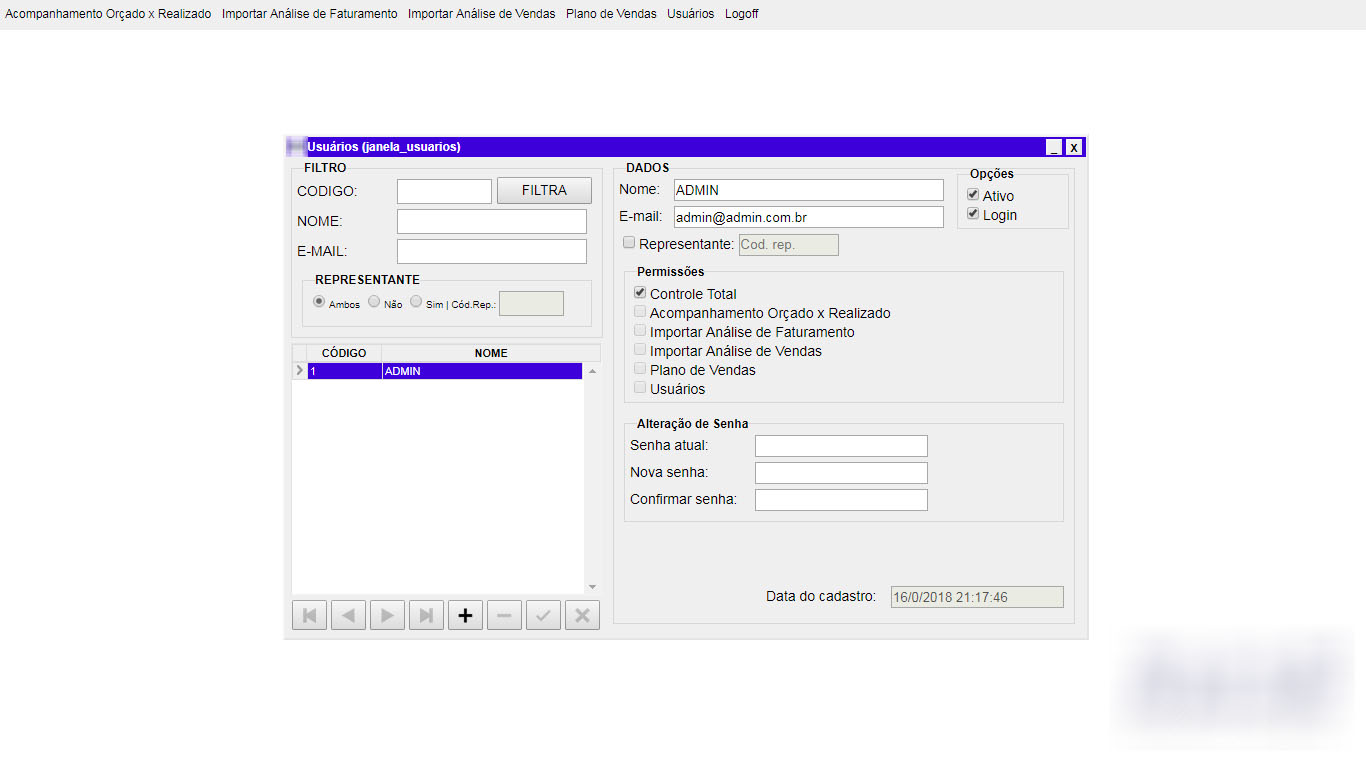 Acompanhamento Orçado x Realizado Importar Análise de Faturamento Importar Análise de Vendas Plano de Vendas Usuários Logoff
Usuários (janela_usuarios) _ X
FILTRO
CODIGO: FILTRA
NOME:
E-MAIL:
REPRESENTANTE
Ambos Não Sim | Cód.Rep.:
CÓDIGO NOME
1 ADMIN
DADOS
Nome: ADMIN
E-mail: admin@admin.com.br
Representante: Cod. rep.
Opções
Ativo
Login
Permissões
Controle Total
Acompanhamento Orçado x Realizado
Importar Análise de Faturamento
Importar Análise de Vendas
Plano de Vendas
Usuários
Alteração de Senha
Senha atual:
Nova senha:
Confirmar senha:
Data do cadastro: 16/0/2018 21:17:46